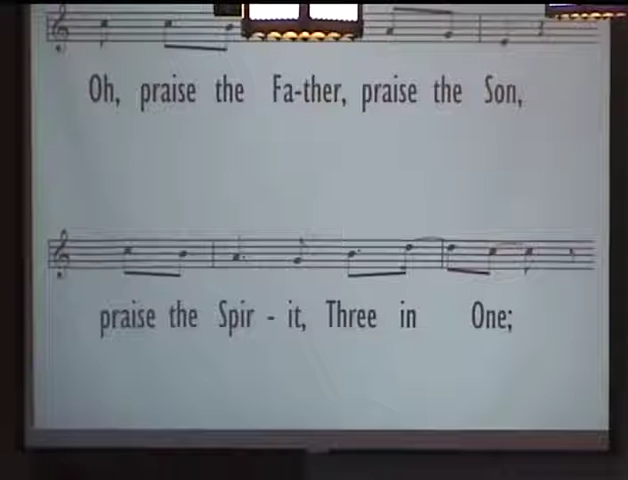 Oh, praise the Fa-ther, praise the Son,
praise the Spir - it, Three in One;